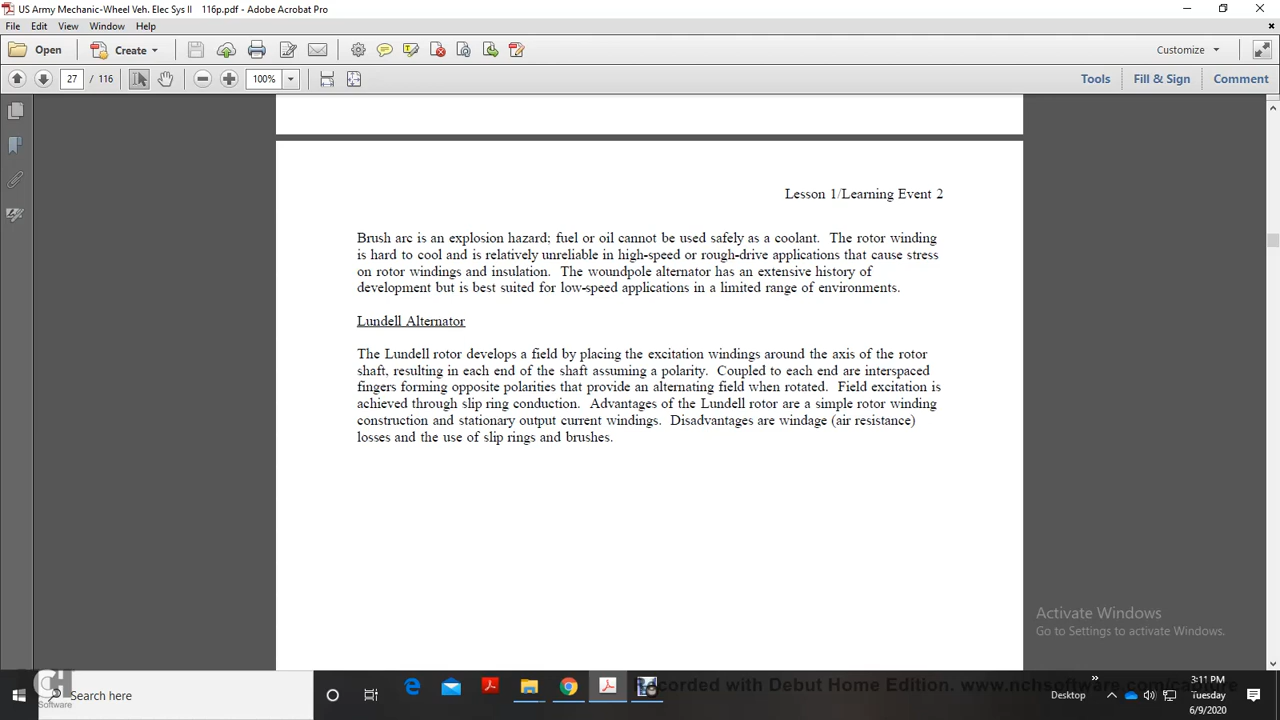 US Army Mechanic-Wheel Veh. Elec Sys II 116p.pdf - Adobe Acrobat Pro
File Edit View Window Help
Open Create Customize
27 / 116 100% Tools Fill & Sign Comment
Lesson 1/Learning Event 2
Brush arc is an explosion hazard; fuel or oil cannot be used safely as a coolant. The rotor winding
is hard to cool and is relatively unreliable in high-speed or rough-drive applications that cause stress
on rotor windings and insulation. The woundpole alternator has an extensive history of
development but is best suited for low-speed applications in a limited range of environments.
Lundell Alternator
The Lundell rotor develops a field by placing the excitation windings around the axis of the rotor
shaft, resulting in each end of the shaft assuming a polarity. Coupled to each end are interspaced
fingers forming opposite polarities that provide an alternating field when rotated. Field excitation is
achieved through slip ring conduction. Advantages of the Lundell rotor are a simple rotor winding
construction and stationary output current windings. Disadvantages are windage (air resistance)
losses and the use of slip rings and brushes.
Activate Windows
Go to Settings to activate Windows.
Recorded with Debut Home Edition. www.nchsoftware.com/capture
CH
Software
Search here
Desktop
3:11 PM
Tuesday
6/9/2020